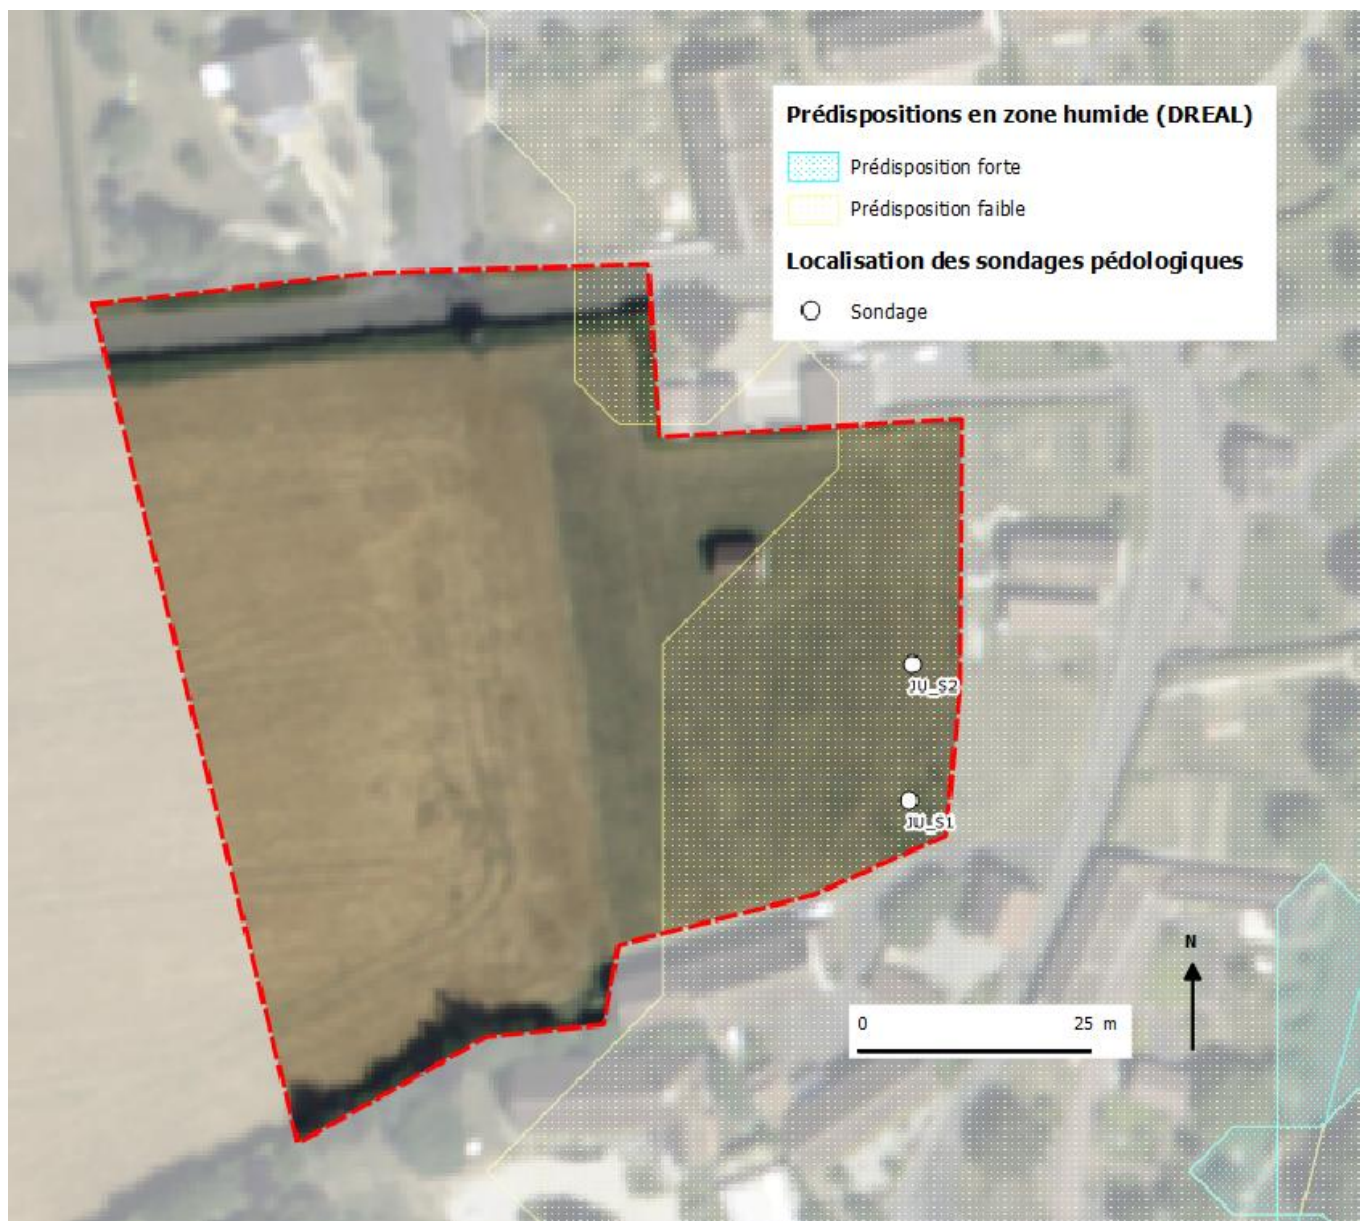 Prédispositions en zone humide (DREAL)
Prédisposition forte
Prédisposition faible
Localisation des sondages pédologiques
Sondage
JU_S2
JU_S1
N
0 25 m